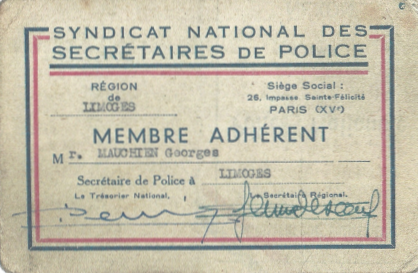 SYNDICAT NATIONAL DES
SECRÉTAIRES DE POLICE
RÉGION
de
LIMOGES
Siège Social :
26, Impasse Sainte-Félicité
PARIS (XVe)
MEMBRE ADHÉRENT
Mr. MAUCHIEN Georges
Secrétaire de Police à LIMOGES
Le Trésorier National, Le Secrétaire Régional,